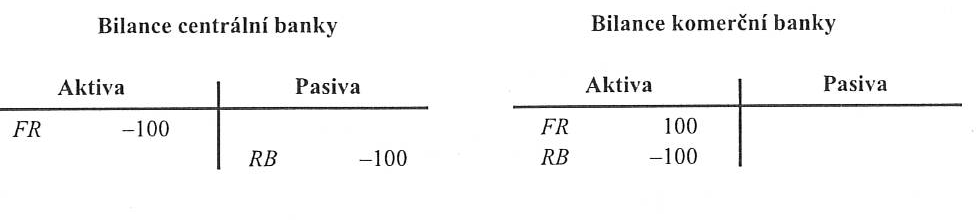 Bilance centrální banky
Aktiva Pasiva
FR –100
RB –100
Bilance komerční banky
Aktiva Pasiva
FR 100
RB –100